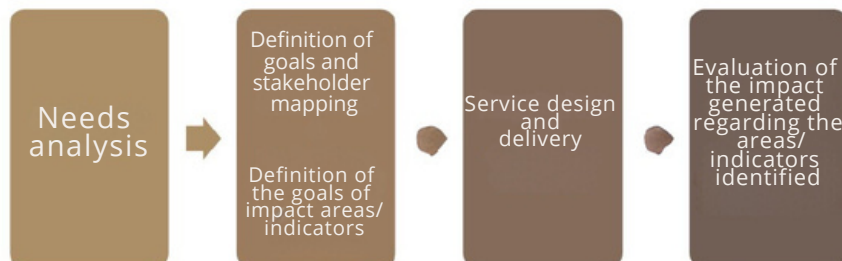 Needs
analysis
Definition of
goals and
stakeholder
mapping
Definition of
the goals of
impact areas/
indicators
Service design
and
delivery
Evaluation of
the impact
generated
regarding the
areas/
indicators
identified